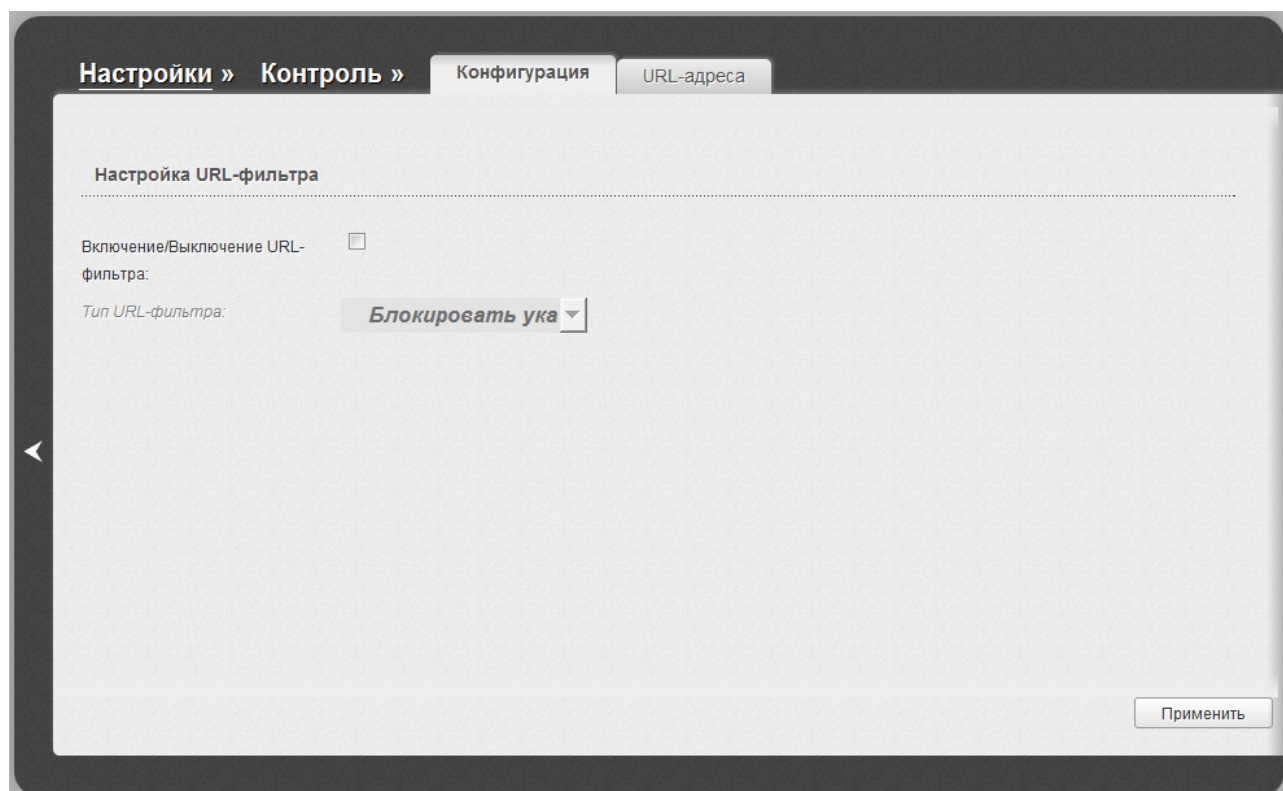 Настройки » Контроль » Конфигурация URL-адреса
Настройка URL-фильтра
Включение/Выключение URL-
фильтра:
Тип URL-фильтра: Блокировать ука
Применить